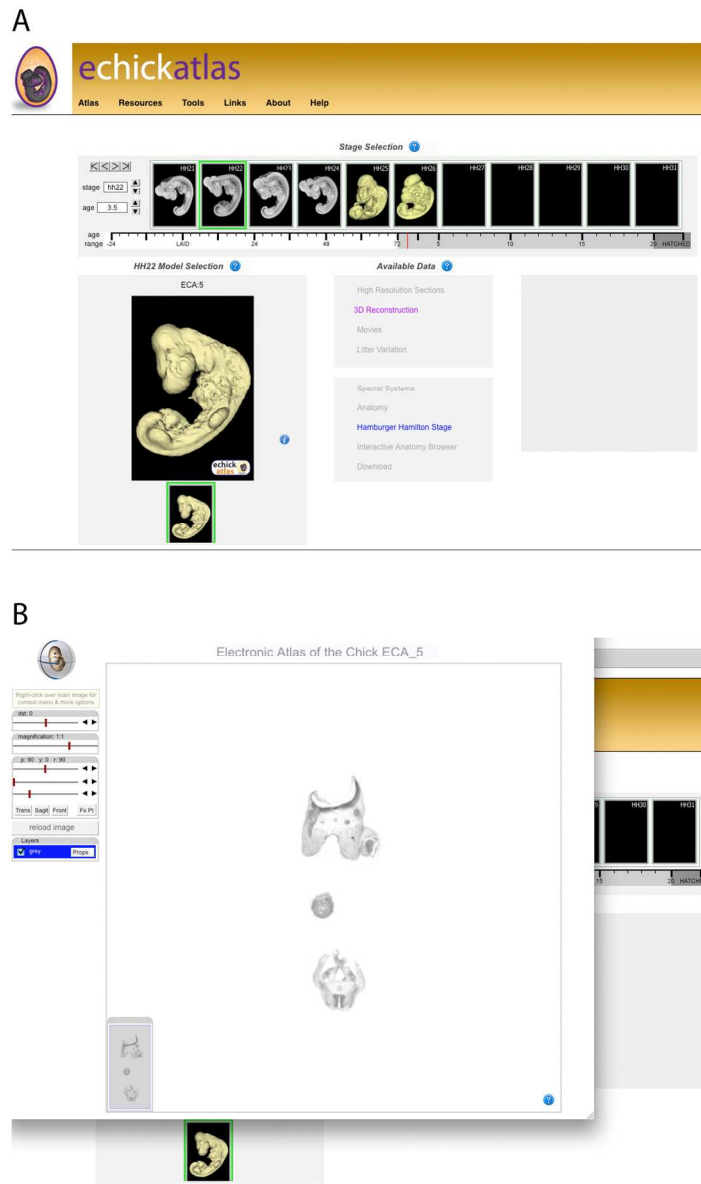 A
echickatlas
Atlas Resources Tools Links About Help
Stage Selection ?
HH21 HH22 HH23 HH24 HH25 HH26 HH27 HH28 HH29 HH30 HH31
stage hh22
age 3.5
age
range -24 LAID 24 48 72 5 10 15 20 HATCHED
HH22 Model Selection ?
Available Data ?
ECA:5
High Resolution Sections
3D Reconstruction
Movies
Litter Variation
Special Systems
Anatomy
Hamburger Hamilton Stage
Interactive Anatomy Browser
Download
i
echick
atlas
B
Electronic Atlas of the Chick ECA_5
Right-click over main image for
context menu & more options
dst: 0
magnification: 1:1
p: 90 y: 0 r: 90
Trans Sagit Front Fx Pt
reload image
Layers
grey Props
9 HH30 HH31
15 20 HATCH
?